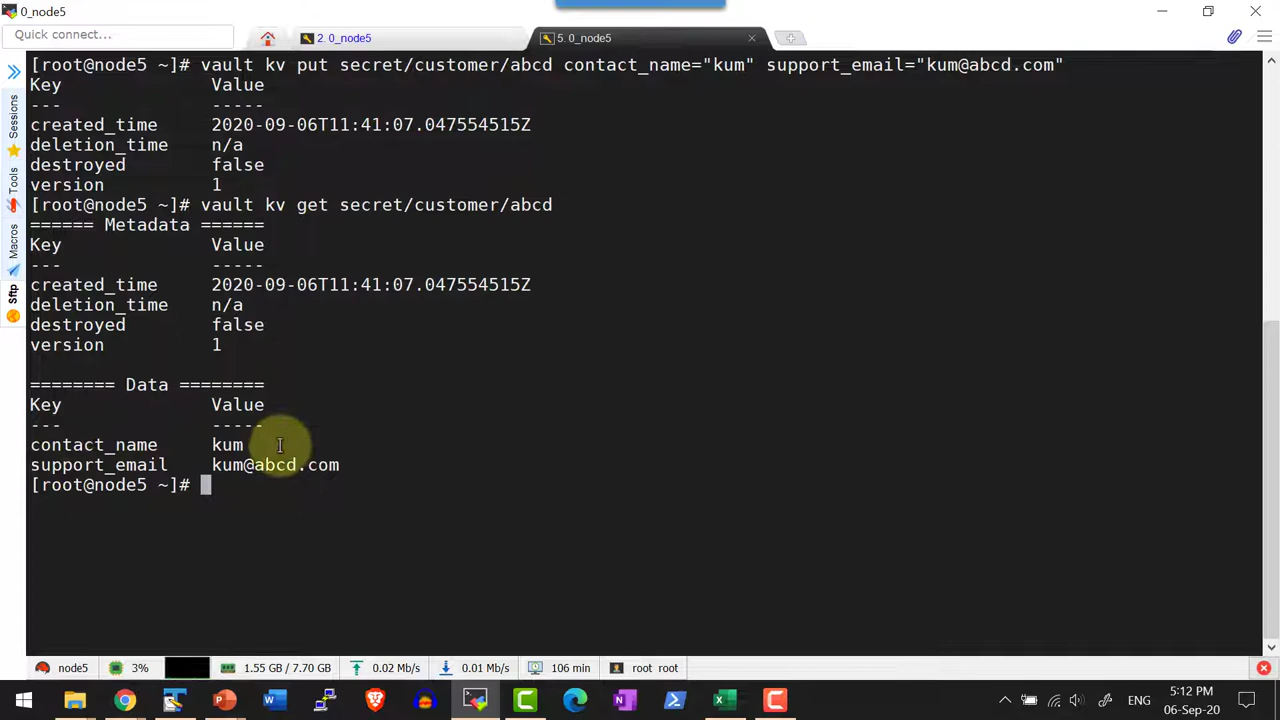 0_node5
Quick connect...
2. 0_node5
5. 0_node5
Sessions
Tools
Macros
Sftp
[root@node5 ~]# vault kv put secret/customer/abcd contact_name="kum" support_email="kum@abcd.com"
Key Value
--- -----
created_time 2020-09-06T11:41:07.047554515Z
deletion_time n/a
destroyed false
version 1
[root@node5 ~]# vault kv get secret/customer/abcd
====== Metadata ======
Key Value
--- -----
created_time 2020-09-06T11:41:07.047554515Z
deletion_time n/a
destroyed false
version 1
======== Data ========
Key Value
--- -----
contact_name kum
support_email kum@abcd.com
[root@node5 ~]#
node5 3% 1.55 GB / 7.70 GB 0.02 Mb/s 0.01 Mb/s 106 min root root
ENG
5:12 PM
06-Sep-20